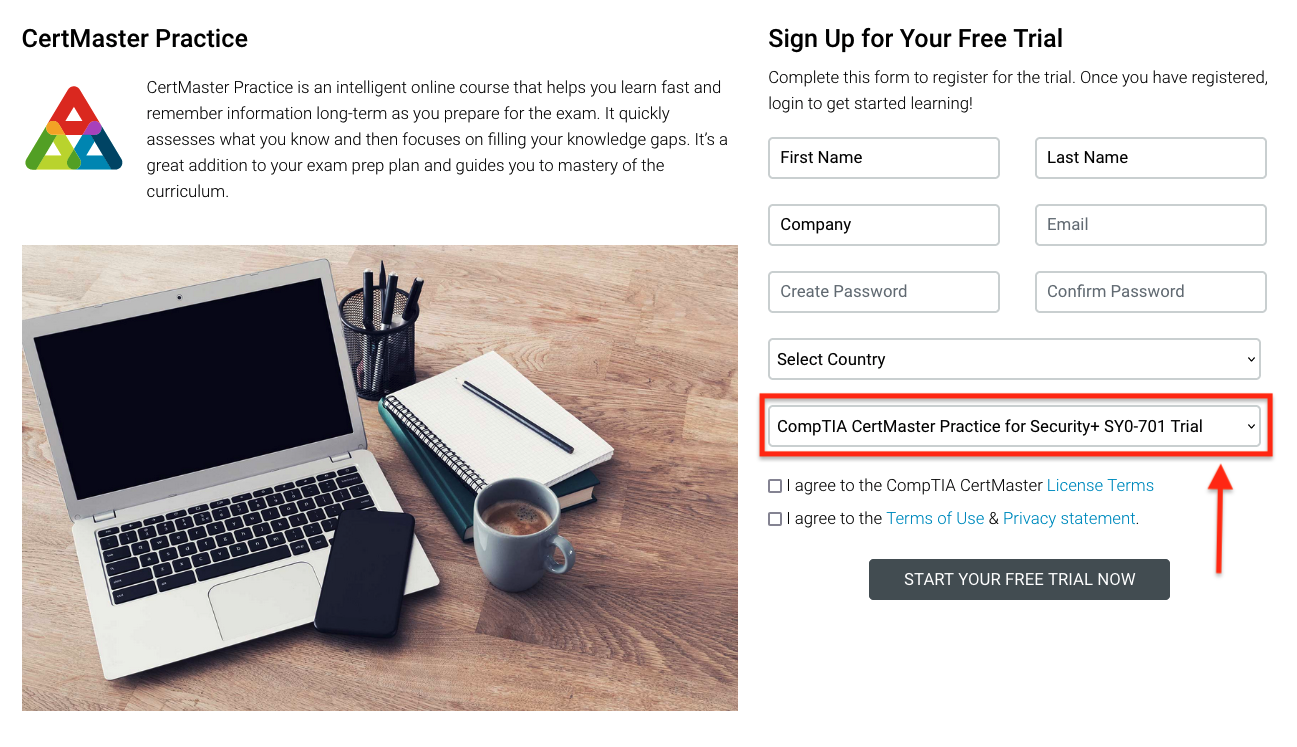 CertMaster Practice
CertMaster Practice is an intelligent online course that helps you learn fast and
remember information long-term as you prepare for the exam. It quickly
assesses what you know and then focuses on filling your knowledge gaps. It’s a
great addition to your exam prep plan and guides you to mastery of the
curriculum.
Sign Up for Your Free Trial
Complete this form to register for the trial. Once you have registered,
login to get started learning!
First Name
Last Name
Company
Email
Create Password
Confirm Password
Select Country
CompTIA CertMaster Practice for Security+ SY0-701 Trial
I agree to the CompTIA CertMaster License Terms
I agree to the Terms of Use & Privacy statement.
START YOUR FREE TRIAL NOW